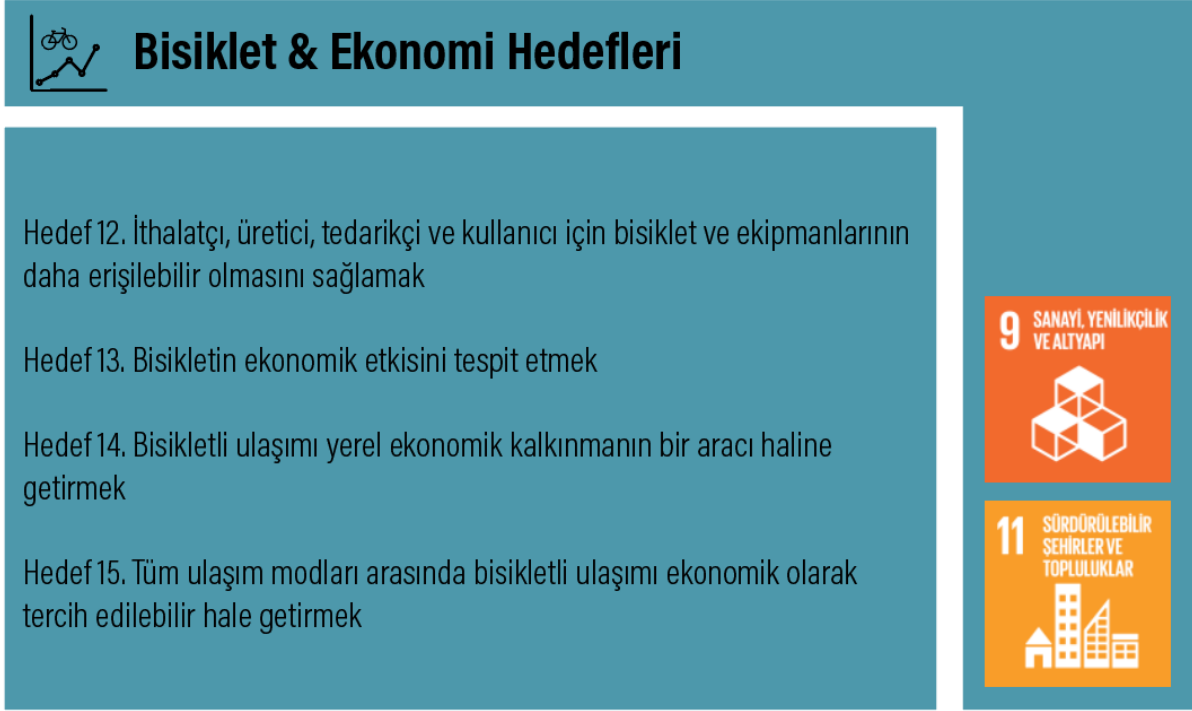 Bisiklet & Ekonomi Hedefleri
Hedef 12. İthalatçı, üretici, tedarikçi ve kullanıcı için bisiklet ve ekipmanlarının
daha erişilebilir olmasını sağlamak
Hedef 13. Bisikletin ekonomik etkisini tespit etmek
Hedef 14. Bisikletli ulaşımı yerel ekonomik kalkınmanın bir aracı haline
getirmek
Hedef 15. Tüm ulaşım modları arasında bisikletli ulaşımı ekonomik olarak
tercih edilebilir hale getirmek
9 SANAYİ, YENİLİKÇİLİK
VE ALTYAPI
11 SÜRDÜRÜLEBİLİR
ŞEHİRLER VE
TOPLULUKLAR